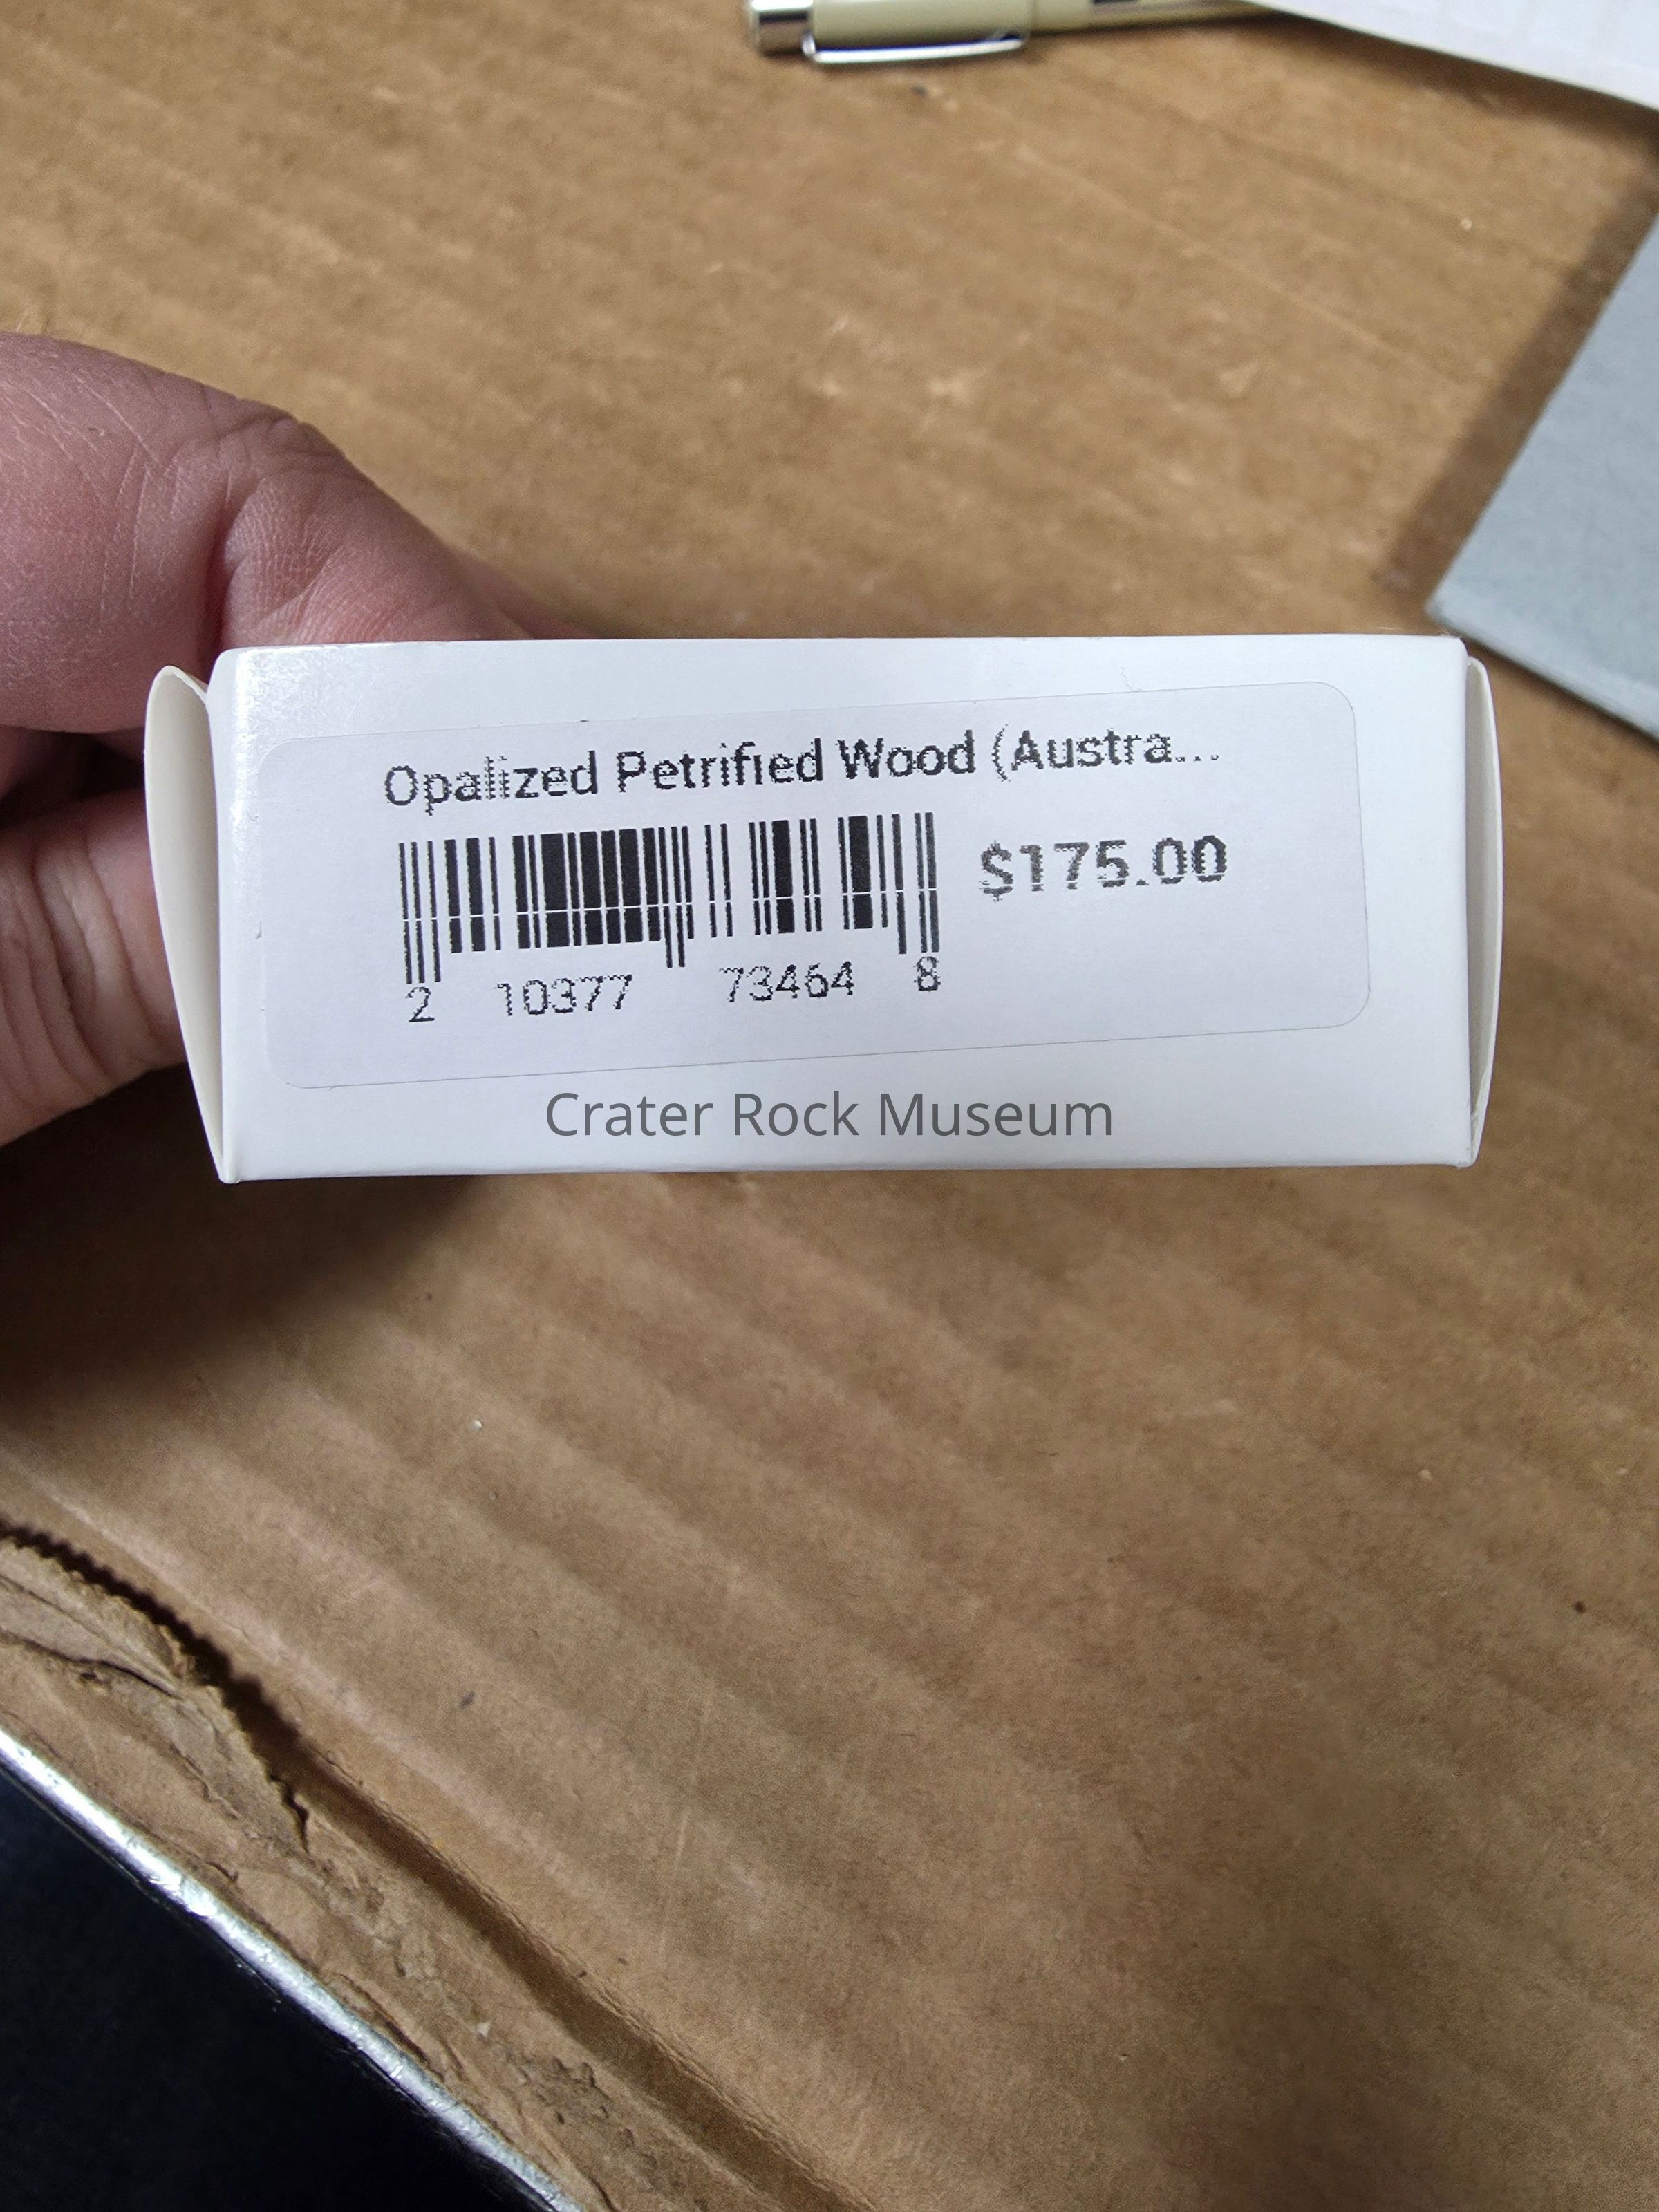 Opalized Petrified Wood (Austra...
$175.00
2 10377 73464 8
Crater Rock Museum